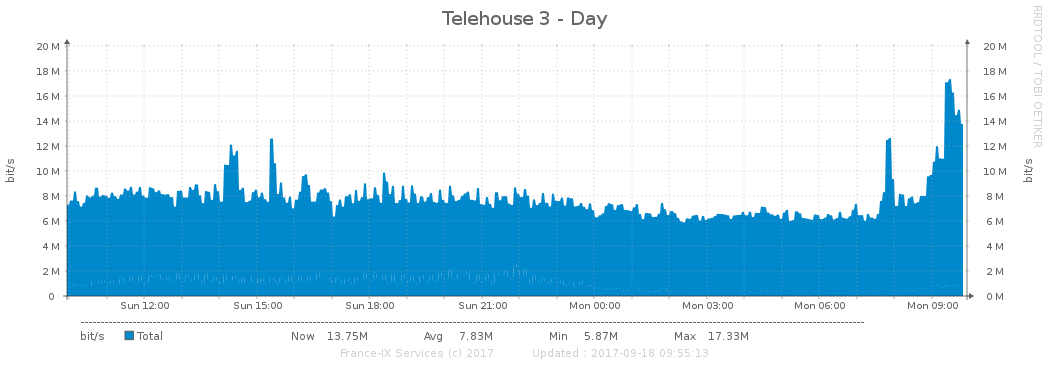 Telehouse 3 - Day
RRDTOOL / TOBI OETIKER
bit/s
20 M 20 M
18 M 18 M
16 M 16 M
14 M 14 M
12 M 12 M
10 M 10 M
8 M 8 M
6 M 6 M
4 M 4 M
2 M 2 M
0 0 M
bit/s
Sun 12:00 Sun 15:00 Sun 18:00 Sun 21:00 Mon 00:00 Mon 03:00 Mon 06:00 Mon 09:00
bit/s Total Now 13.75M Avg 7.83M Min 5.87M Max 17.33M
France-IX Services (c) 2017 Updated : 2017-09-18 09:55:13